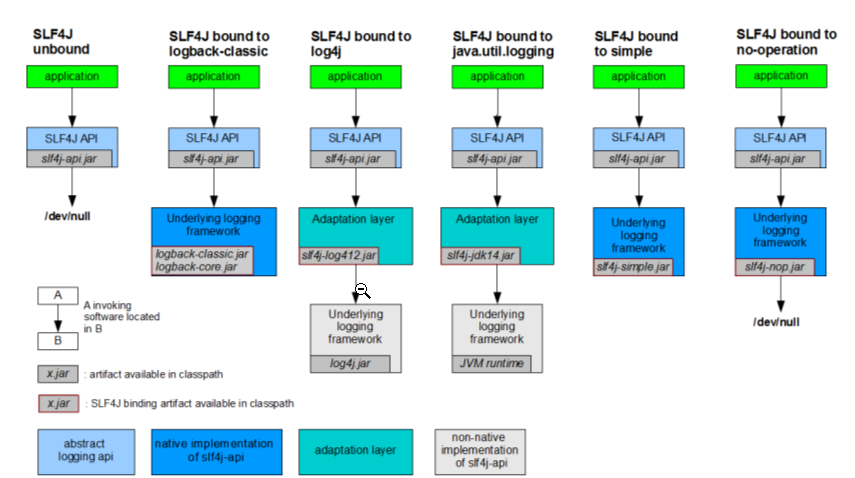 SLF4J
unbound
application
SLF4J API
slf4j-api.jar
/dev/null
SLF4J bound to
logback-classic
application
SLF4J API
slf4j-api.jar
Underlying logging
framework
logback-classic.jar
logback-core.jar
SLF4J bound to
log4j
application
SLF4J API
slf4j-api.jar
Adaptation layer
slf4j-log412.jar
Underlying
logging
framework
log4j.jar
SLF4J bound to
java.util.logging
application
SLF4J API
slf4j-api.jar
Adaptation layer
slf4j-jdk14.jar
Underlying
logging
framework
JVM runtime
SLF4J bound
to simple
application
SLF4J API
slf4j-api.jar
Underlying
logging
framework
slf4j-simple.jar
SLF4J bound to
no-operation
application
SLF4J API
slf4j-api.jar
Underlying
logging
framework
slf4j-nop.jar
/dev/null
A
B
A invoking
software located
in B
x.jar : artifact available in classpath
x.jar : SLF4J binding artifact available in classpath
abstract
logging api
native implementation
of slf4j-api
adaptation layer
non-native
implementation
of slf4j-api